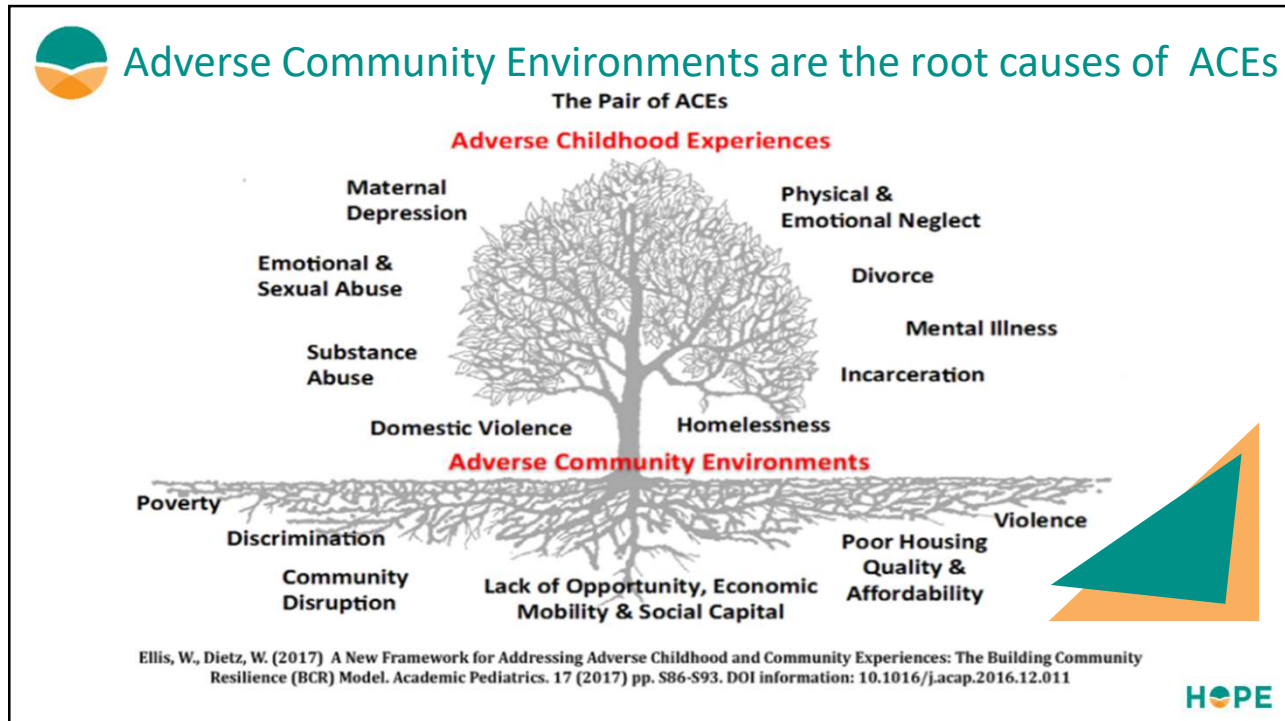 Adverse Community Environments are the root causes of ACEs
The Pair of ACEs
Adverse Childhood Experiences
Maternal
Depression
Physical &
Emotional Neglect
Emotional &
Sexual Abuse
Divorce
Mental Illness
Substance
Abuse
Incarceration
Domestic Violence
Homelessness
Adverse Community Environments
Poverty
Violence
Discrimination
Poor Housing
Quality &
Affordability
Community
Disruption
Lack of Opportunity, Economic
Mobility & Social Capital
Ellis, W., Dietz, W. (2017) A New Framework for Addressing Adverse Childhood and Community Experiences: The Building Community
Resilience (BCR) Model. Academic Pediatrics. 17 (2017) pp. S86-S93. DOI information: 10.1016/j.acap.2016.12.011
HOPE